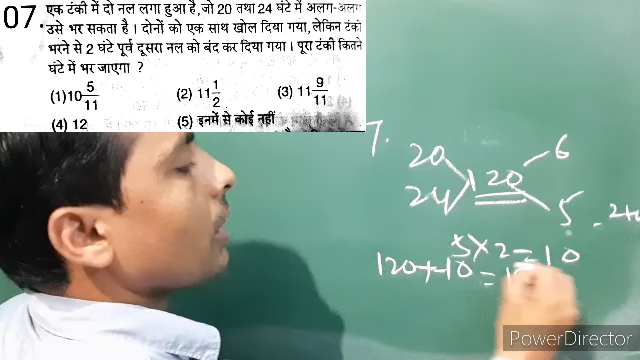 07. एक टंकी में दो नल लगा हुआ है, जो 20 तथा 24 घंटे में अलग-अलग
उसे भर सकता है । दोनों को एक साथ खोल दिया गया, लेकिन टंकी
भरने से 2 घंटे पूर्व दूसरा नल को बंद कर दिया गया । पूरा टंकी कितने
घंटे में भर जाएगा ?
(1) 10 5/11 (2) 11 1/2 (3) 11 9/11
(4) 12 (5) इनमें से कोई नहीं
7.
20 6
120
24 5
5 x 2 = 10
120 + 10 =
PowerDirector